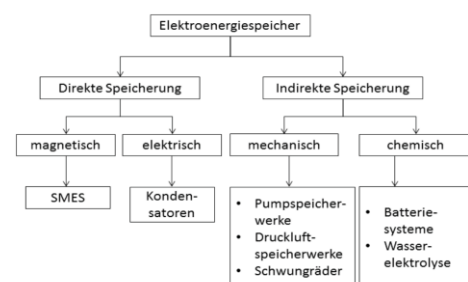 Elektroenergiespeicher
Direkte Speicherung
Indirekte Speicherung
magnetisch
elektrisch
mechanisch
chemisch
SMES
Konden-
satoren
• Pumpspeicher-
werke
• Druckluft-
speicherwerke
• Schwungräder
• Batterie-
systeme
• Wasser-
elektrolyse